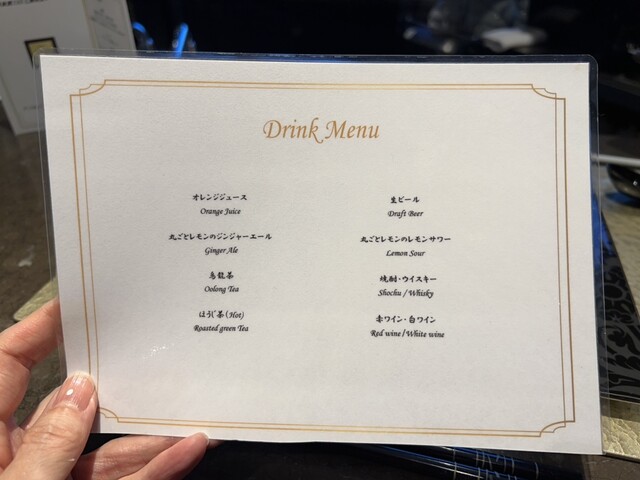 Drink Menu
オレンジジュース
Orange Juice
丸ごとレモンのジンジャーエール
Ginger Ale
烏龍茶
Oolong Tea
ほうじ茶(Hot)
Roasted green Tea
生ビール
Draft Beer
丸ごとレモンのレモンサワー
Lemon Sour
焼酎・ウイスキー
Shochu / Whisky
赤ワイン・白ワイン
Red wine / White wine